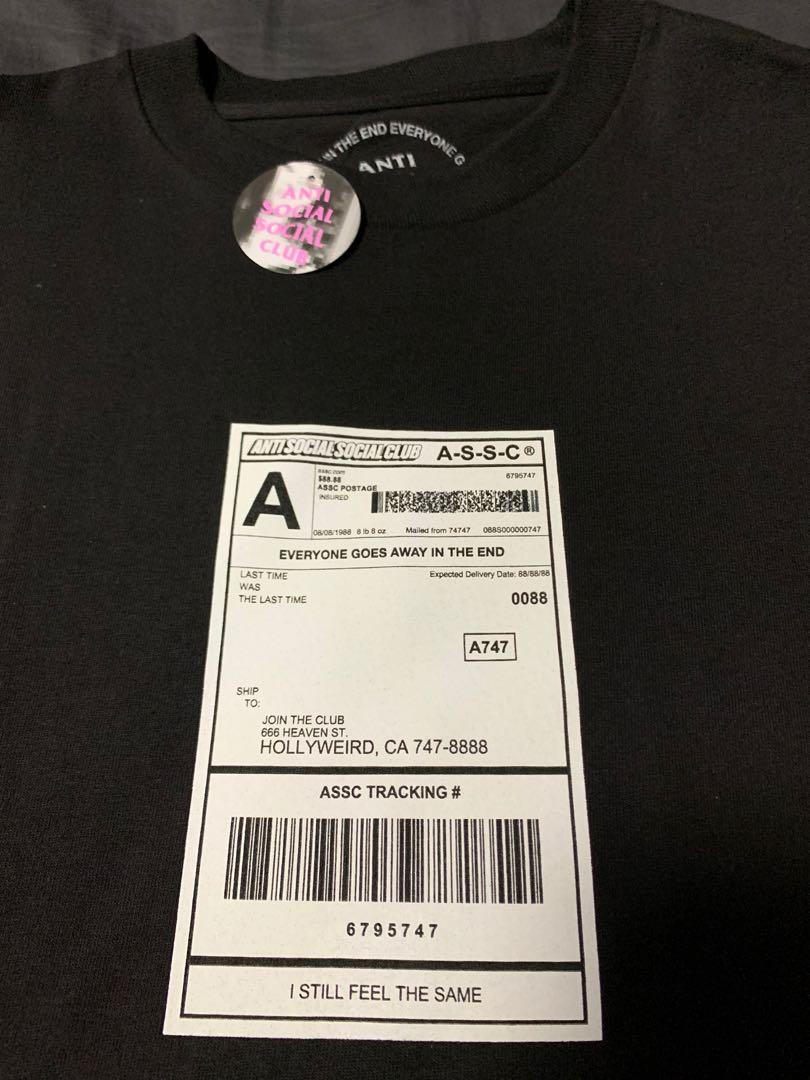 IN THE END EVERYONE G
ANTI
ANTI
SOCIAL
SOCIAL
CLUB
ANTI SOCIAL SOCIAL CLUB A-S-S-C®
A
assc.com
$88.88
ASSC POSTAGE
INSURED
6795747
08/08/1988 8 lb 8 oz Mailed from 74747 088S000000747
EVERYONE GOES AWAY IN THE END
LAST TIME
WAS
THE LAST TIME
Expected Delivery Date: 88/88/88
0088
A747
SHIP
TO:
JOIN THE CLUB
666 HEAVEN ST.
HOLLYWEIRD, CA 747-8888
ASSC TRACKING #
6795747
I STILL FEEL THE SAME